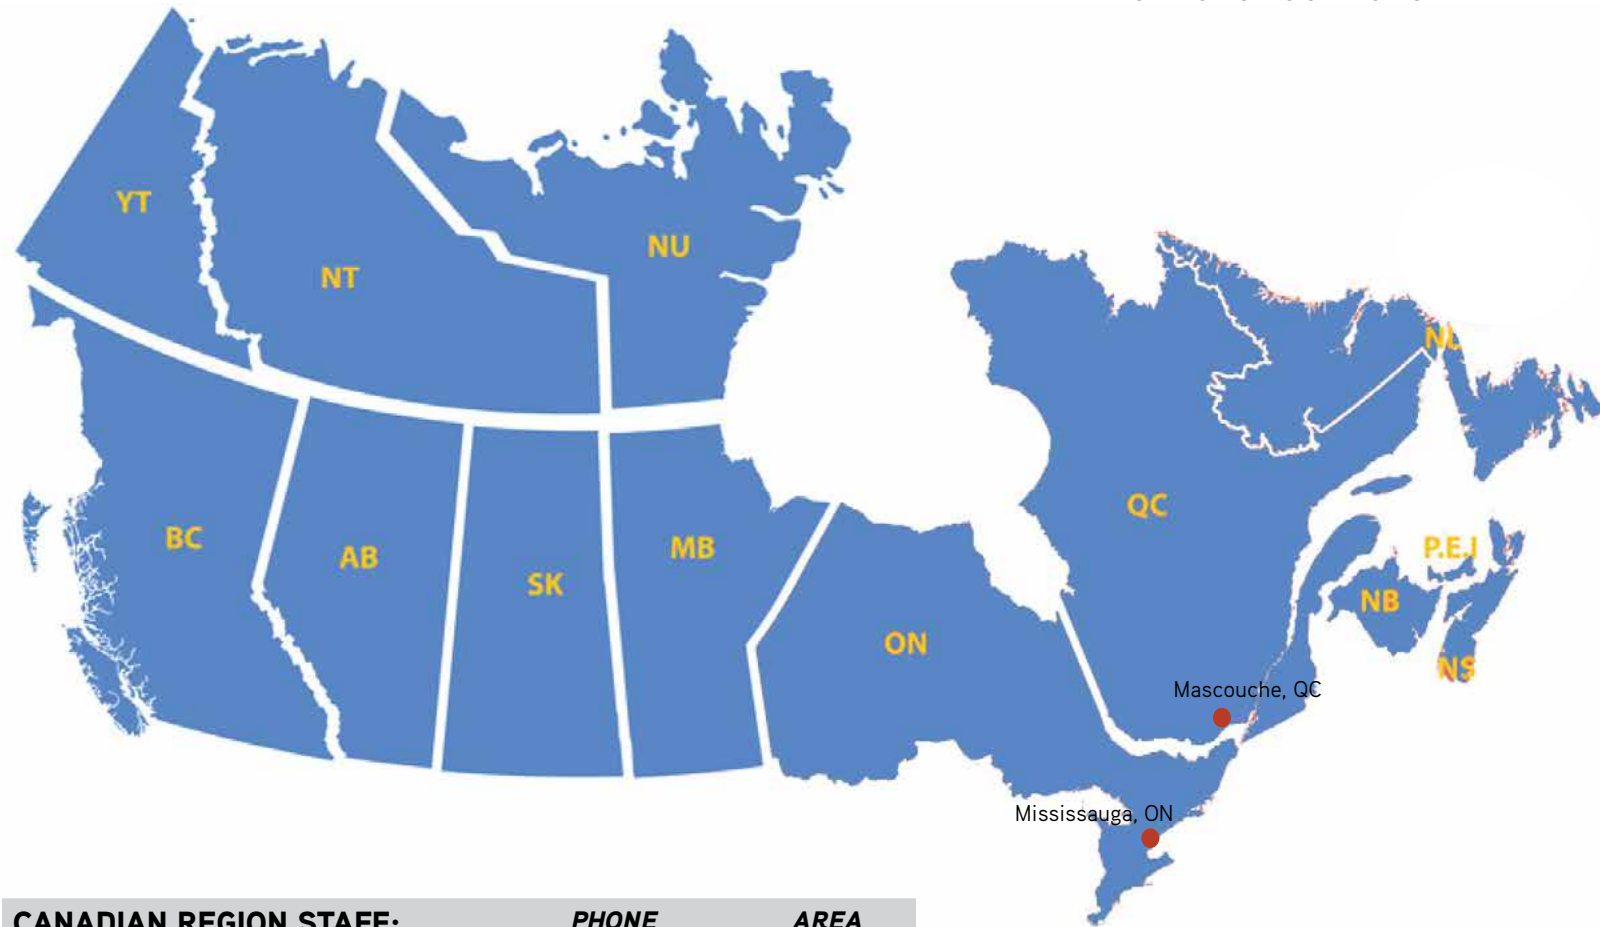 YT
NT
NU
NL
BC
AB
SK
MB
QC
P.E.I
NB
ON
NS
Mascouche, QC
Mississauga, ON
CANADIAN REGION STAFF: PHONE AREA